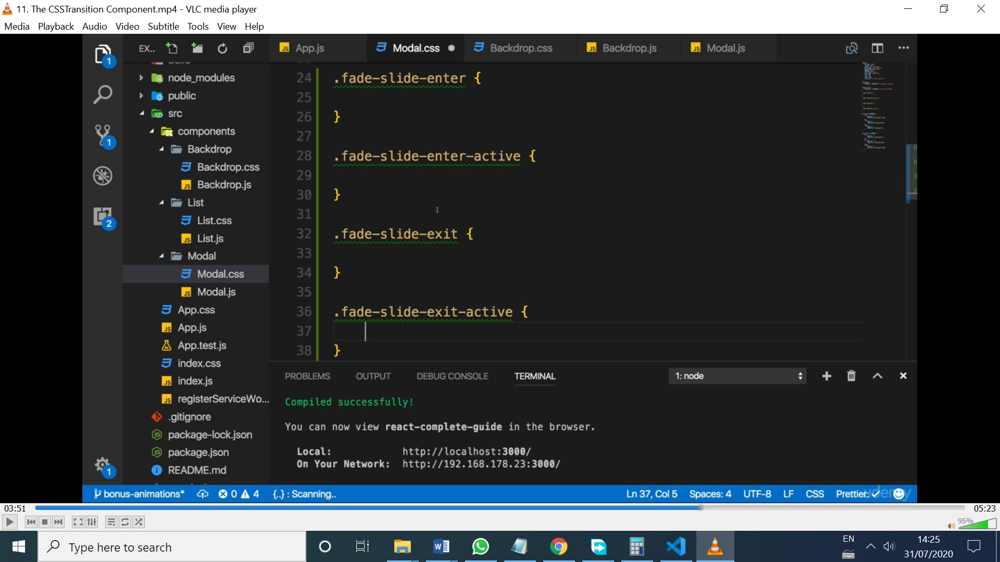 11. The CSSTransition Component.mp4 - VLC media player
Media Playback Audio Video Subtitle Tools View Help
EX... App.js Modal.css Backdrop.css Backdrop.js Modal.js
1
build
node_modules
public
src
1
components
Backdrop
Backdrop.css
Backdrop.js
List
List.css
2
List.js
Modal
Modal.css
Modal.js
App.css
App.js
App.test.js
index.css
index.js
registerServiceWo...
.gitignore
package-lock.json
package.json
1
README.md
24 .fade-slide-enter {
25
26 }
27
28 .fade-slide-enter-active {
29
30 }
31
32 .fade-slide-exit {
33
34 }
35
36 .fade-slide-exit-active {
37
38 }
PROBLEMS OUTPUT DEBUG CONSOLE TERMINAL 1: node
Compiled successfully!
You can now view react-complete-guide in the browser.
Local: http://localhost:3000/
On Your Network: http://192.168.178.23:3000/
bonus-animations* 0 4 {..} : Scanning.. Ln 37, Col 5 Spaces: 4 UTF-8 LF CSS Prettier: ✓
udemy
03:51 05:23
95%
Type here to search
EN
14:25
31/07/2020